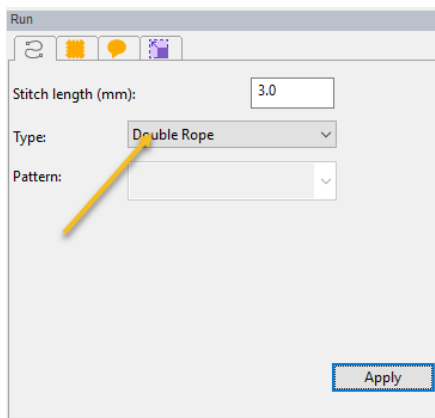 Run
Stitch length (mm): 3.0
Type: Double Rope
Pattern:
Apply